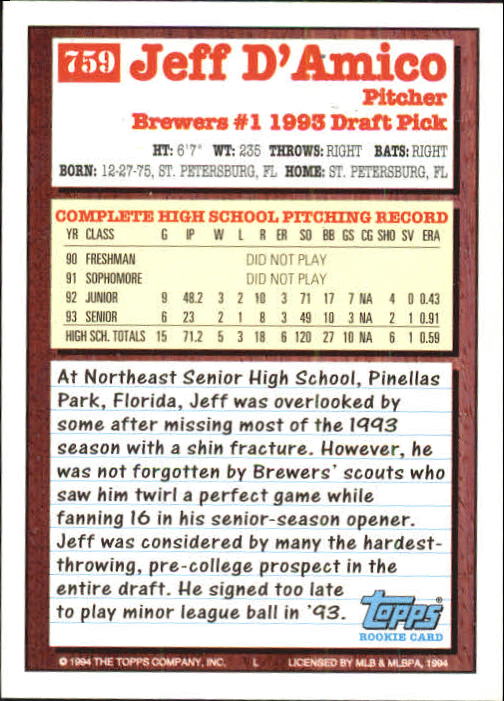 759 Jeff D'Amico
Pitcher
Brewers #1 1993 Draft Pick
HT: 6'7" WT: 235 THROWS: RIGHT BATS: RIGHT
BORN: 12-27-75, ST. PETERSBURG, FL HOME: ST. PETERSBURG, FL
COMPLETE HIGH SCHOOL PITCHING RECORD
YR CLASS G IP W L R ER SO BB GS CG SHO SV ERA
90 FRESHMAN DID NOT PLAY
91 SOPHOMORE DID NOT PLAY
92 JUNIOR 9 48.2 3 2 10 3 71 17 7 NA 4 0 0.43
93 SENIOR 6 23 2 1 8 3 49 10 3 NA 2 1 0.91
HIGH SCH. TOTALS 15 71.2 5 3 18 6 120 27 10 NA 6 1 0.59
At Northeast Senior High School, Pinellas
Park, Florida, Jeff was overlooked by
some after missing most of the 1993
season with a shin fracture. However, he
was not forgotten by Brewers' scouts who
saw him twirl a perfect game while
fanning 16 in his senior-season opener.
Jeff was considered by many the hardest-
throwing, pre-college prospect in the
entire draft. He signed too late
to play minor league ball in '93.
TOPPS®
ROOKIE CARD
© 1994 THE TOPPS COMPANY, INC. L LICENSED BY MLB & MLBPA, 1994